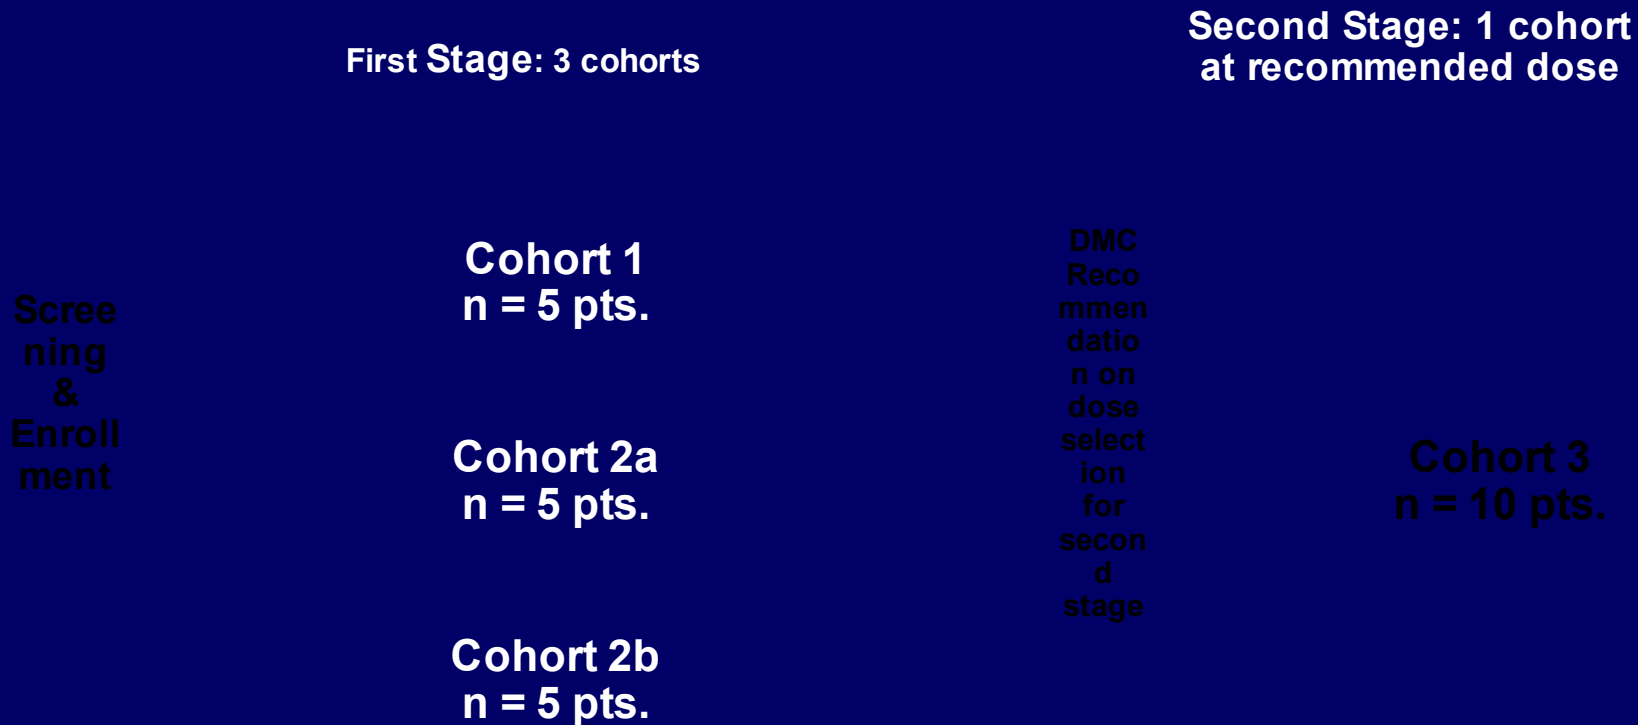 First Stage: 3 cohorts
Second Stage: 1 cohort
at recommended dose
Scree
ning
&
Enroll
ment
Cohort 1
n = 5 pts.
Cohort 2a
n = 5 pts.
Cohort 2b
n = 5 pts.
DMC
Reco
mmen
datio
n on
dose
select
ion
for
secon
d
stage
Cohort 3
n = 10 pts.